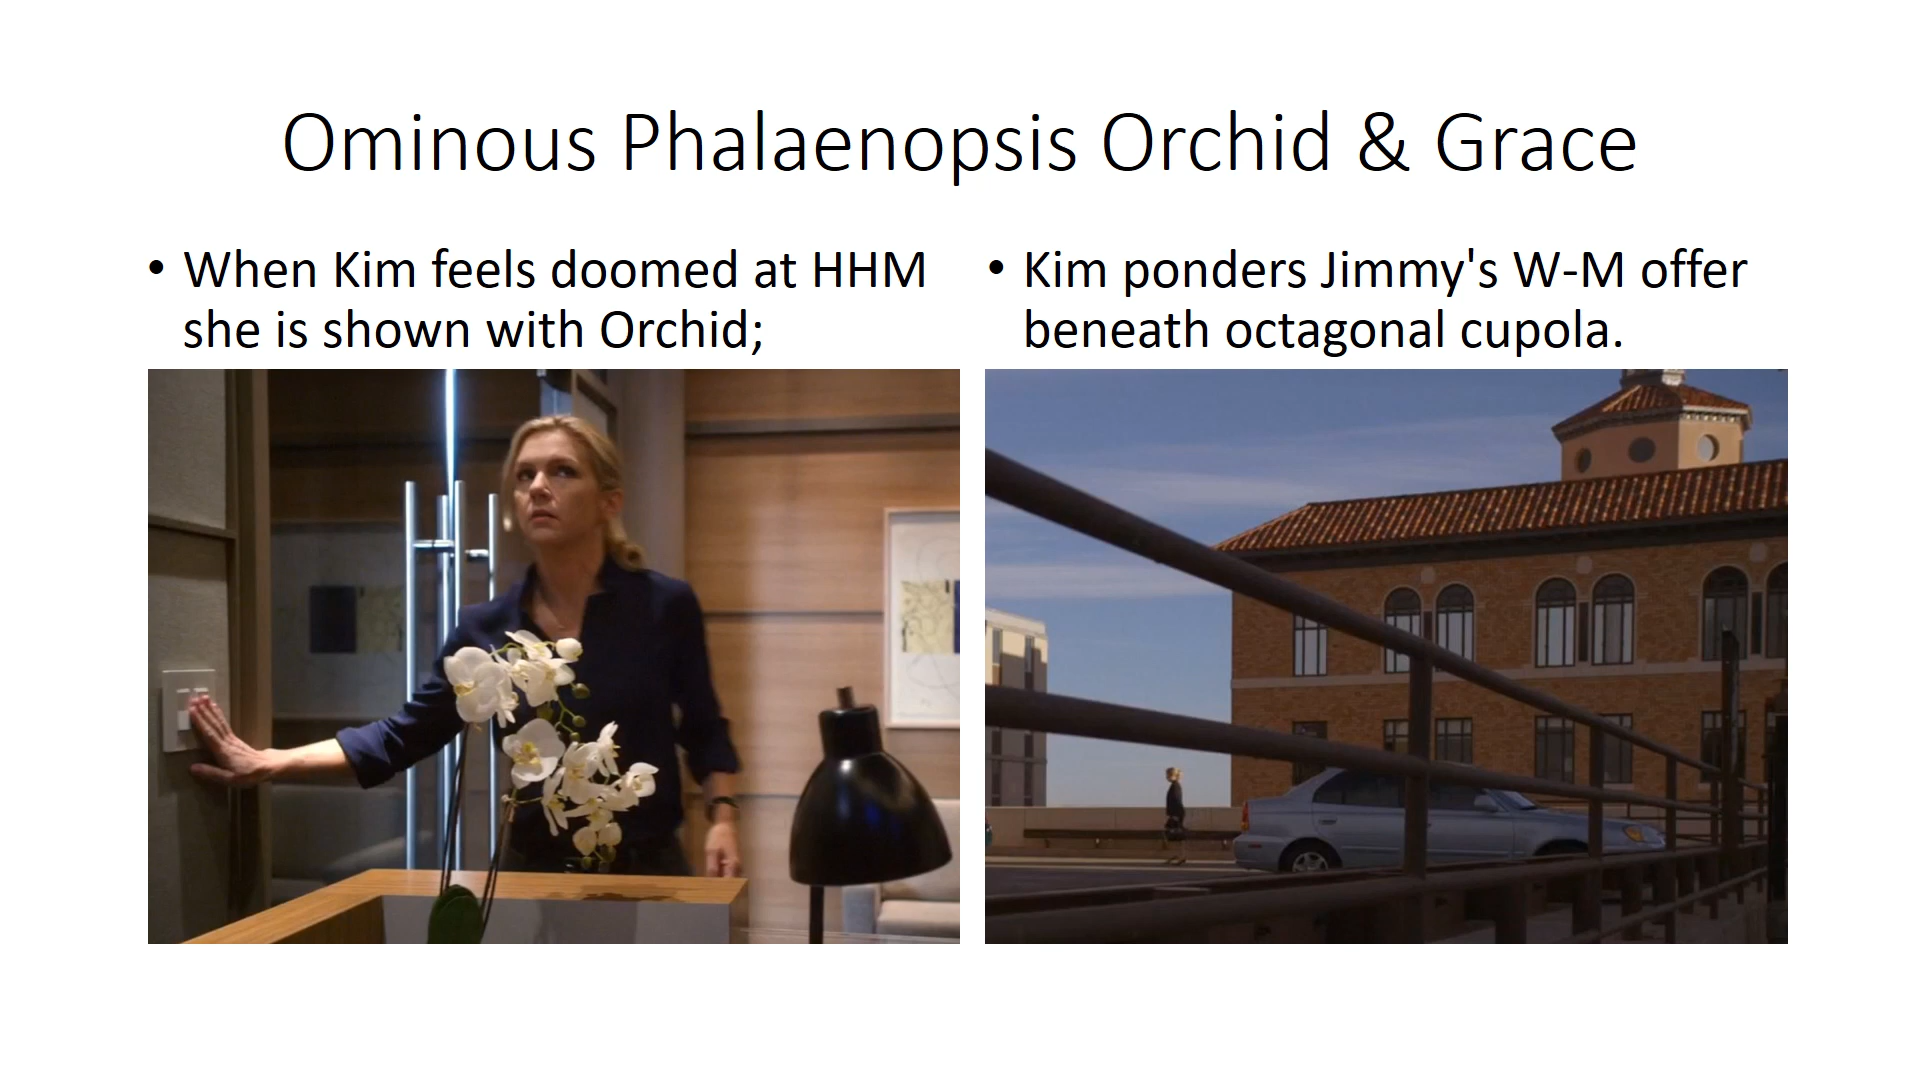 Ominous Phalaenopsis Orchid & Grace
• When Kim feels doomed at HHM
she is shown with Orchid;
• Kim ponders Jimmy's W-M offer
beneath octagonal cupola.